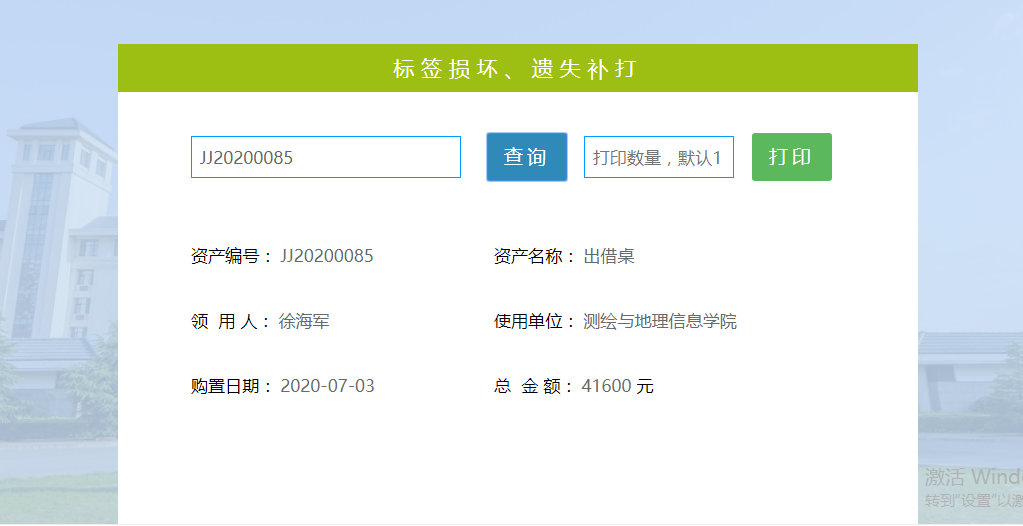 标签损坏、遗失补打
JJ20200085 查询 打印数量，默认1 打印
资产编号： JJ20200085 资产名称： 出借桌
领 用 人： 徐海军 使用单位： 测绘与地理信息学院
购置日期： 2020-07-03 总 金 额： 41600 元
激活 Wind
转到"设置"以激